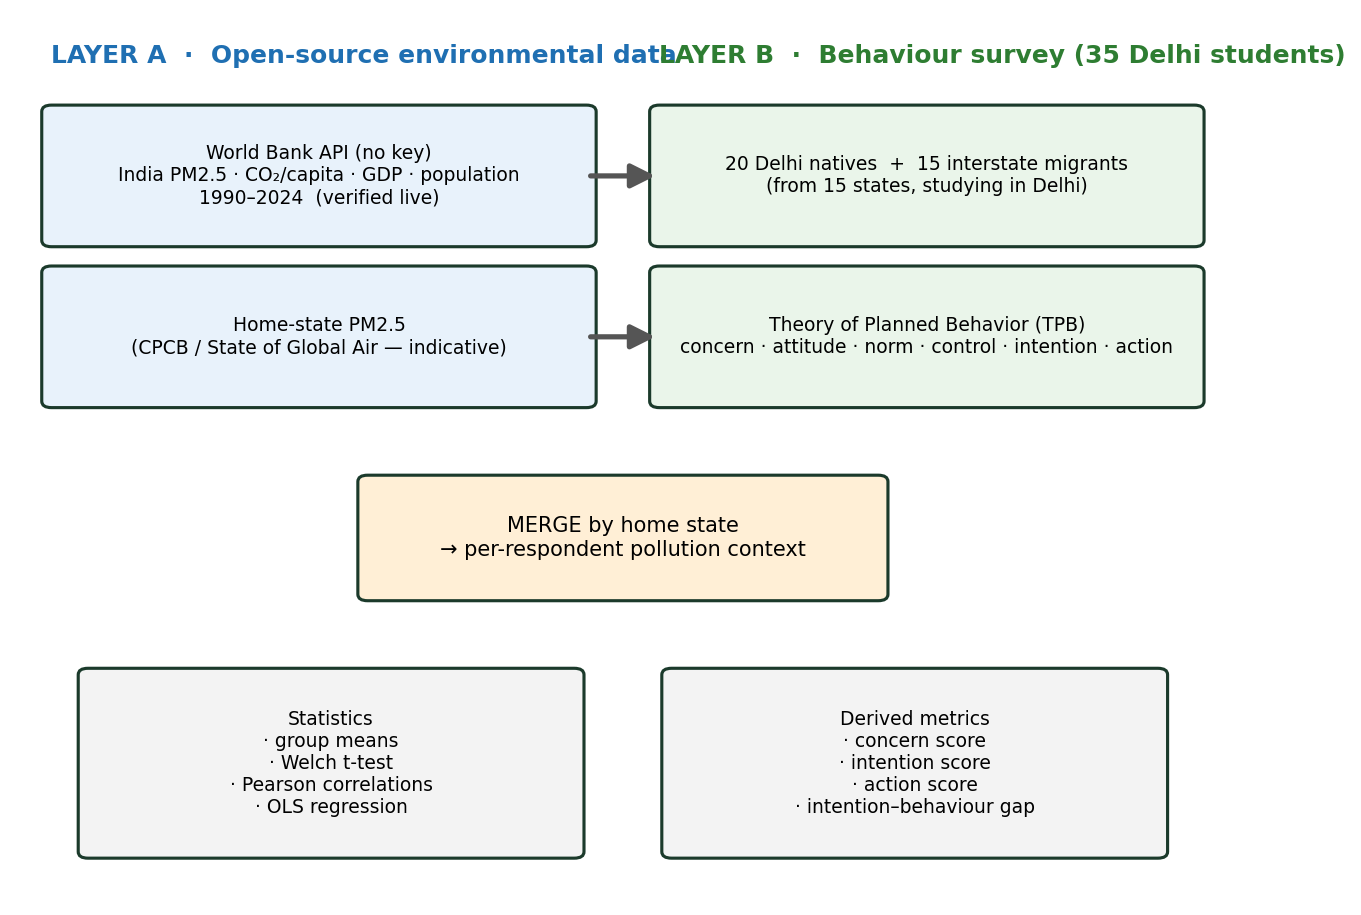 LAYER A · Open-source environmental data
LAYER B · Behaviour survey (35 Delhi students)
World Bank API (no key)
India PM2.5 · CO₂/capita · GDP · population
1990–2024 (verified live)
20 Delhi natives + 15 interstate migrants
(from 15 states, studying in Delhi)
Home-state PM2.5
(CPCB / State of Global Air — indicative)
Theory of Planned Behavior (TPB)
concern · attitude · norm · control · intention · action
MERGE by home state
→ per-respondent pollution context
Statistics
· group means
· Welch t-test
· Pearson correlations
· OLS regression
Derived metrics
· concern score
· intention score
· action score
· intention–behaviour gap